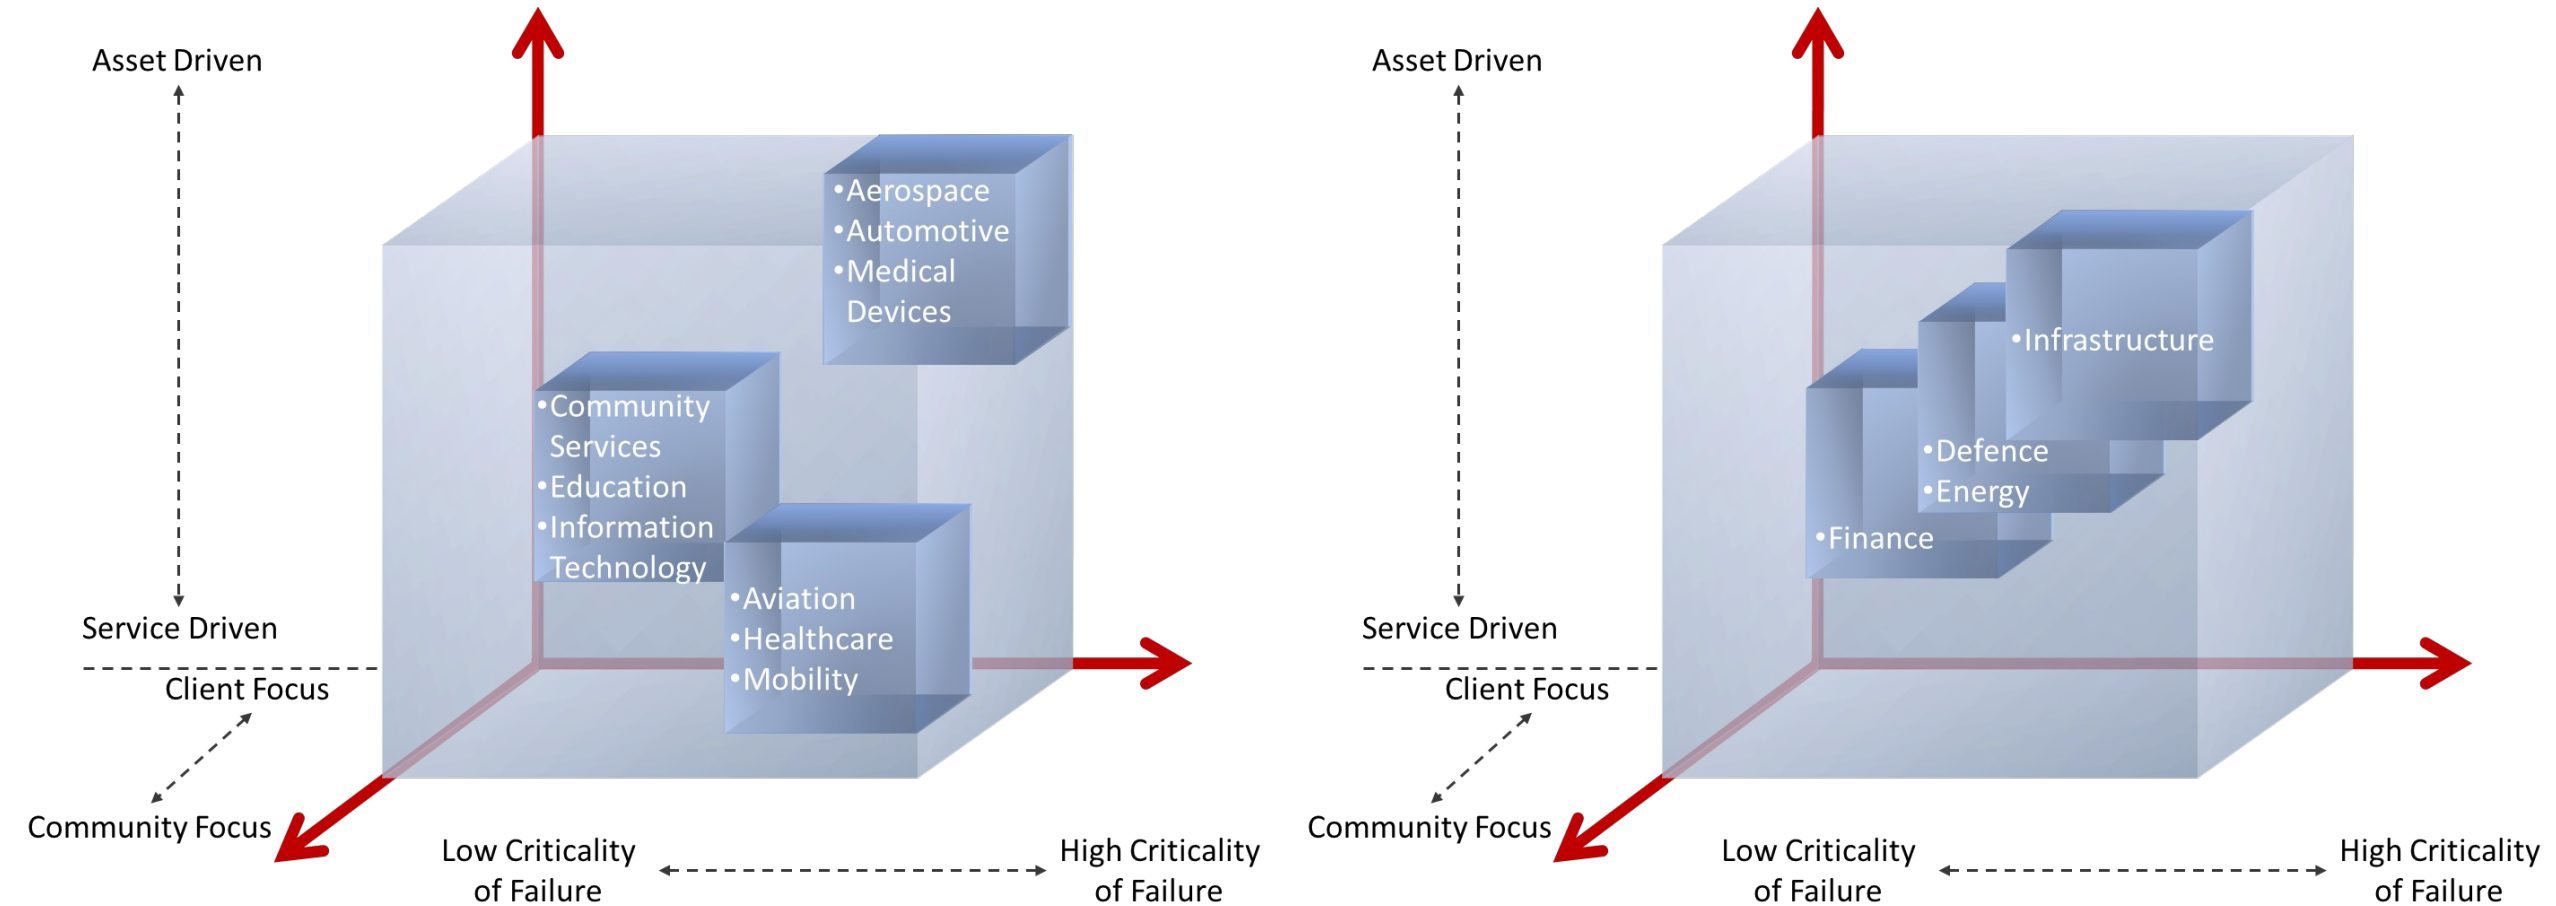 Asset Driven
•Aerospace
•Automotive
•Medical
Devices
•Community
Services
•Education
•Information
Technology
•Aviation
•Healthcare
•Mobility
Service Driven
Client Focus
Community Focus
Low Criticality
of Failure
High Criticality
of Failure
Asset Driven
•Infrastructure
•Defence
•Energy
•Finance
Service Driven
Client Focus
Community Focus
Low Criticality
of Failure
High Criticality
of Failure